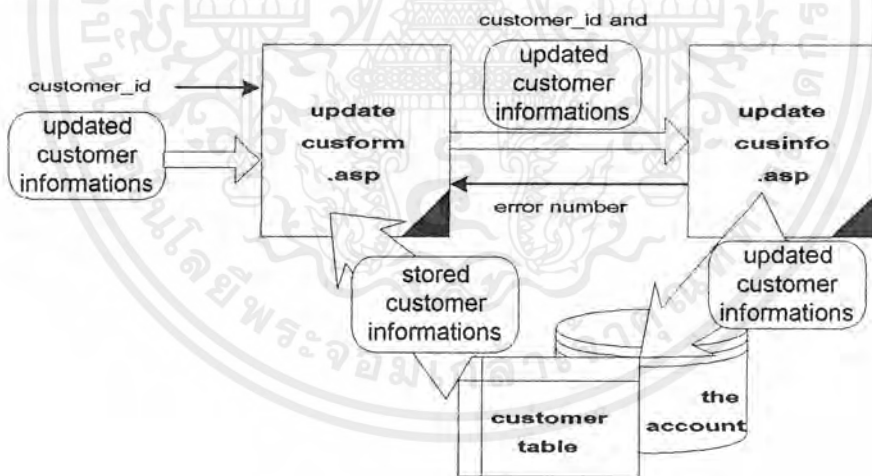 customer_id and
updated
customer
informations
customer_id
updated
customer
informations
update
cusform
.asp
update
cusinfo
.asp
error number
stored
customer
informations
updated
customer
informations
customer
table
the
account